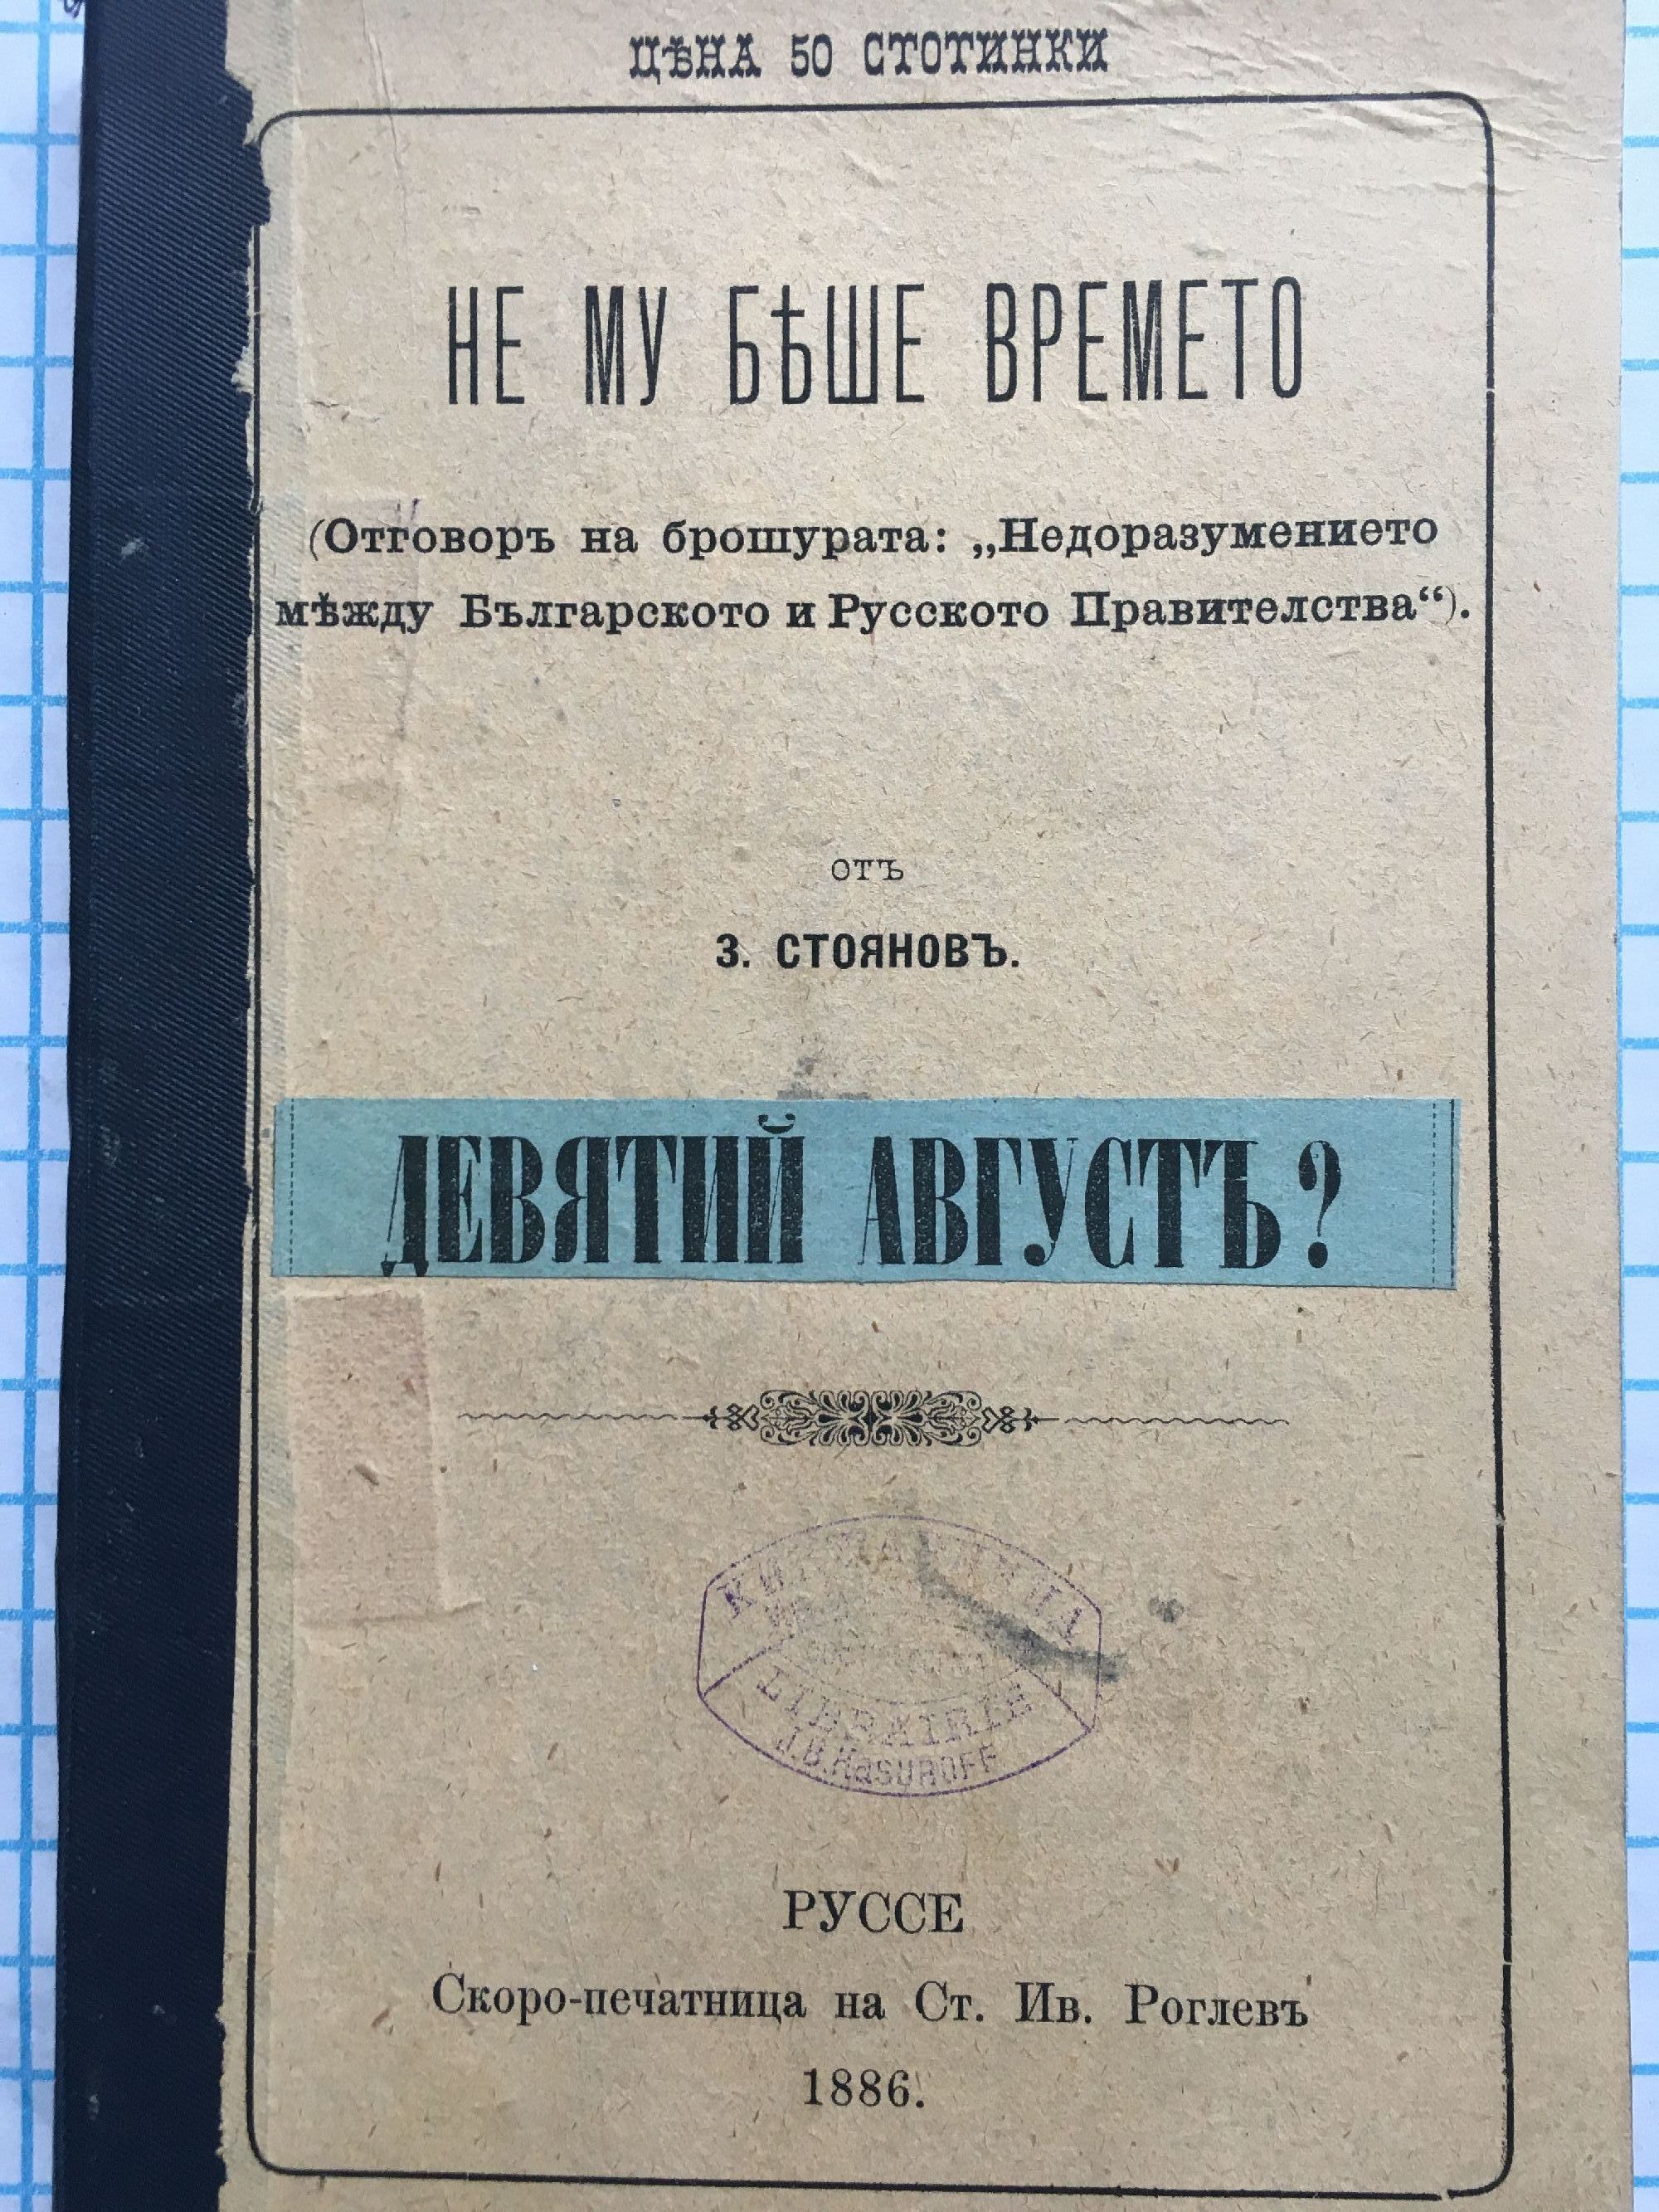 ЦѢНА 50 СТОТИНКИ
НЕ МУ БѢШЕ ВРЕМЕТО
(Отговоръ на брошурата: „Недоразумението
мѣжду Българското и Русското Правителства“).
отъ
З. СТОЯНОВЪ.
ДЕВЯТИЙ АВГУСТЪ?
LIBRAIRIE
РУССЕ
Скоро-печатница на Ст. Ив. Роглевъ
1886.